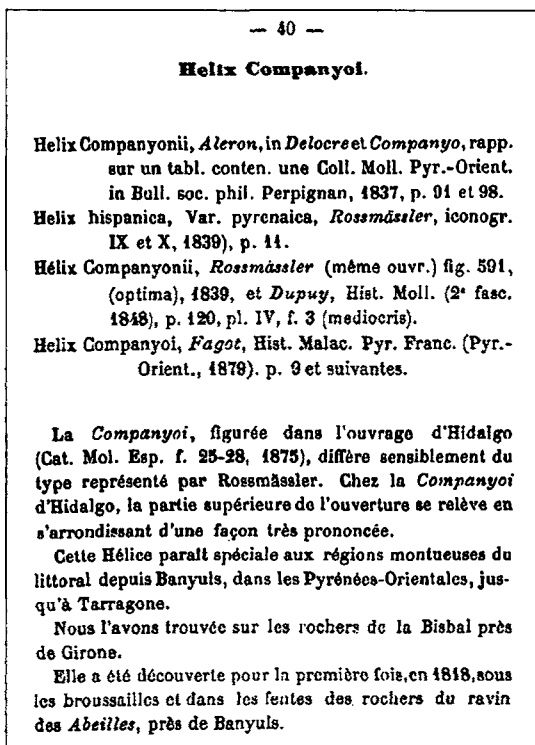 — 40 —
Helix Companyoi.
Helix Companyonii, Aleron, in Delocre et Companyo, rapp.
sur un tabl. conten. une Coll. Moll. Pyr.-Orient.
in Bull. soc. phil. Perpignan, 1837, p. 91 et 98.
Helix hispanica, Var. pyrenaica, Rossmässler, iconogr.
IX et X, 1839), p. 11.
Hélix Companyonii, Rossmässler (même ouvr.) fig. 591,
(optima), 1839, et Dupuy, Hist. Moll. (2e fasc.
1848), p. 120, pl. IV, f. 3 (mediocris).
Helix Companyoi, Fagot, Hist. Malac. Pyr. Franc. (Pyr.-
Orient., 1879). p. 9 et suivantes.
La Companyoi, figurée dans l'ouvrage d'Hidalgo
(Cat. Mol. Esp. f. 25-28, 1875), diffère sensiblement du
type représenté par Rossmässler. Chez la Companyoi
d'Hidalgo, la partie supérieure de l'ouverture se relève en
s'arrondissant d'une façon très prononcée.
Cette Hélice paraît spéciale aux régions montueuses du
littoral depuis Banyuls, dans les Pyrénées-Orientales, jus-
qu'à Tarragone.
Nous l'avons trouvée sur les rochers de la Bisbal près
de Girone.
Elle a été découverte pour la première fois, en 1818, sous
les broussailles et dans les fentes des rochers du ravin
des Abeilles, près de Banyuls.